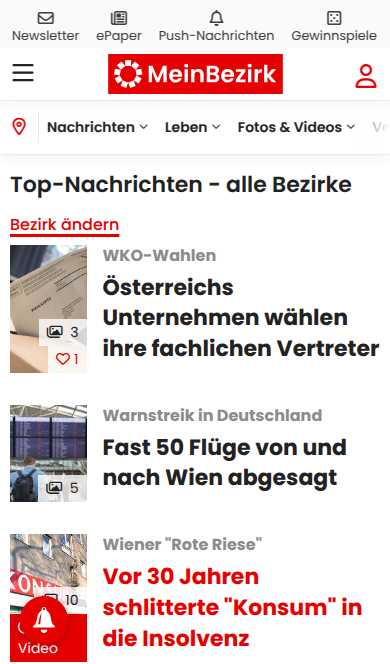 Newsletter
ePaper
Push-Nachrichten
Gewinnspiele
MeinBezirk
Nachrichten
Leben
Fotos & Videos
Top-Nachrichten - alle Bezirke
Bezirk ändern
WKO-Wahlen
Österreichs
Unternehmen wählen
ihre fachlichen Vertreter
3
1
Warnstreik in Deutschland
Fast 50 Flüge von und
nach Wien abgesagt
5
Wiener "Rote Riese"
Vor 30 Jahren
schlitterte "Konsum" in
die Insolvenz
10
Video